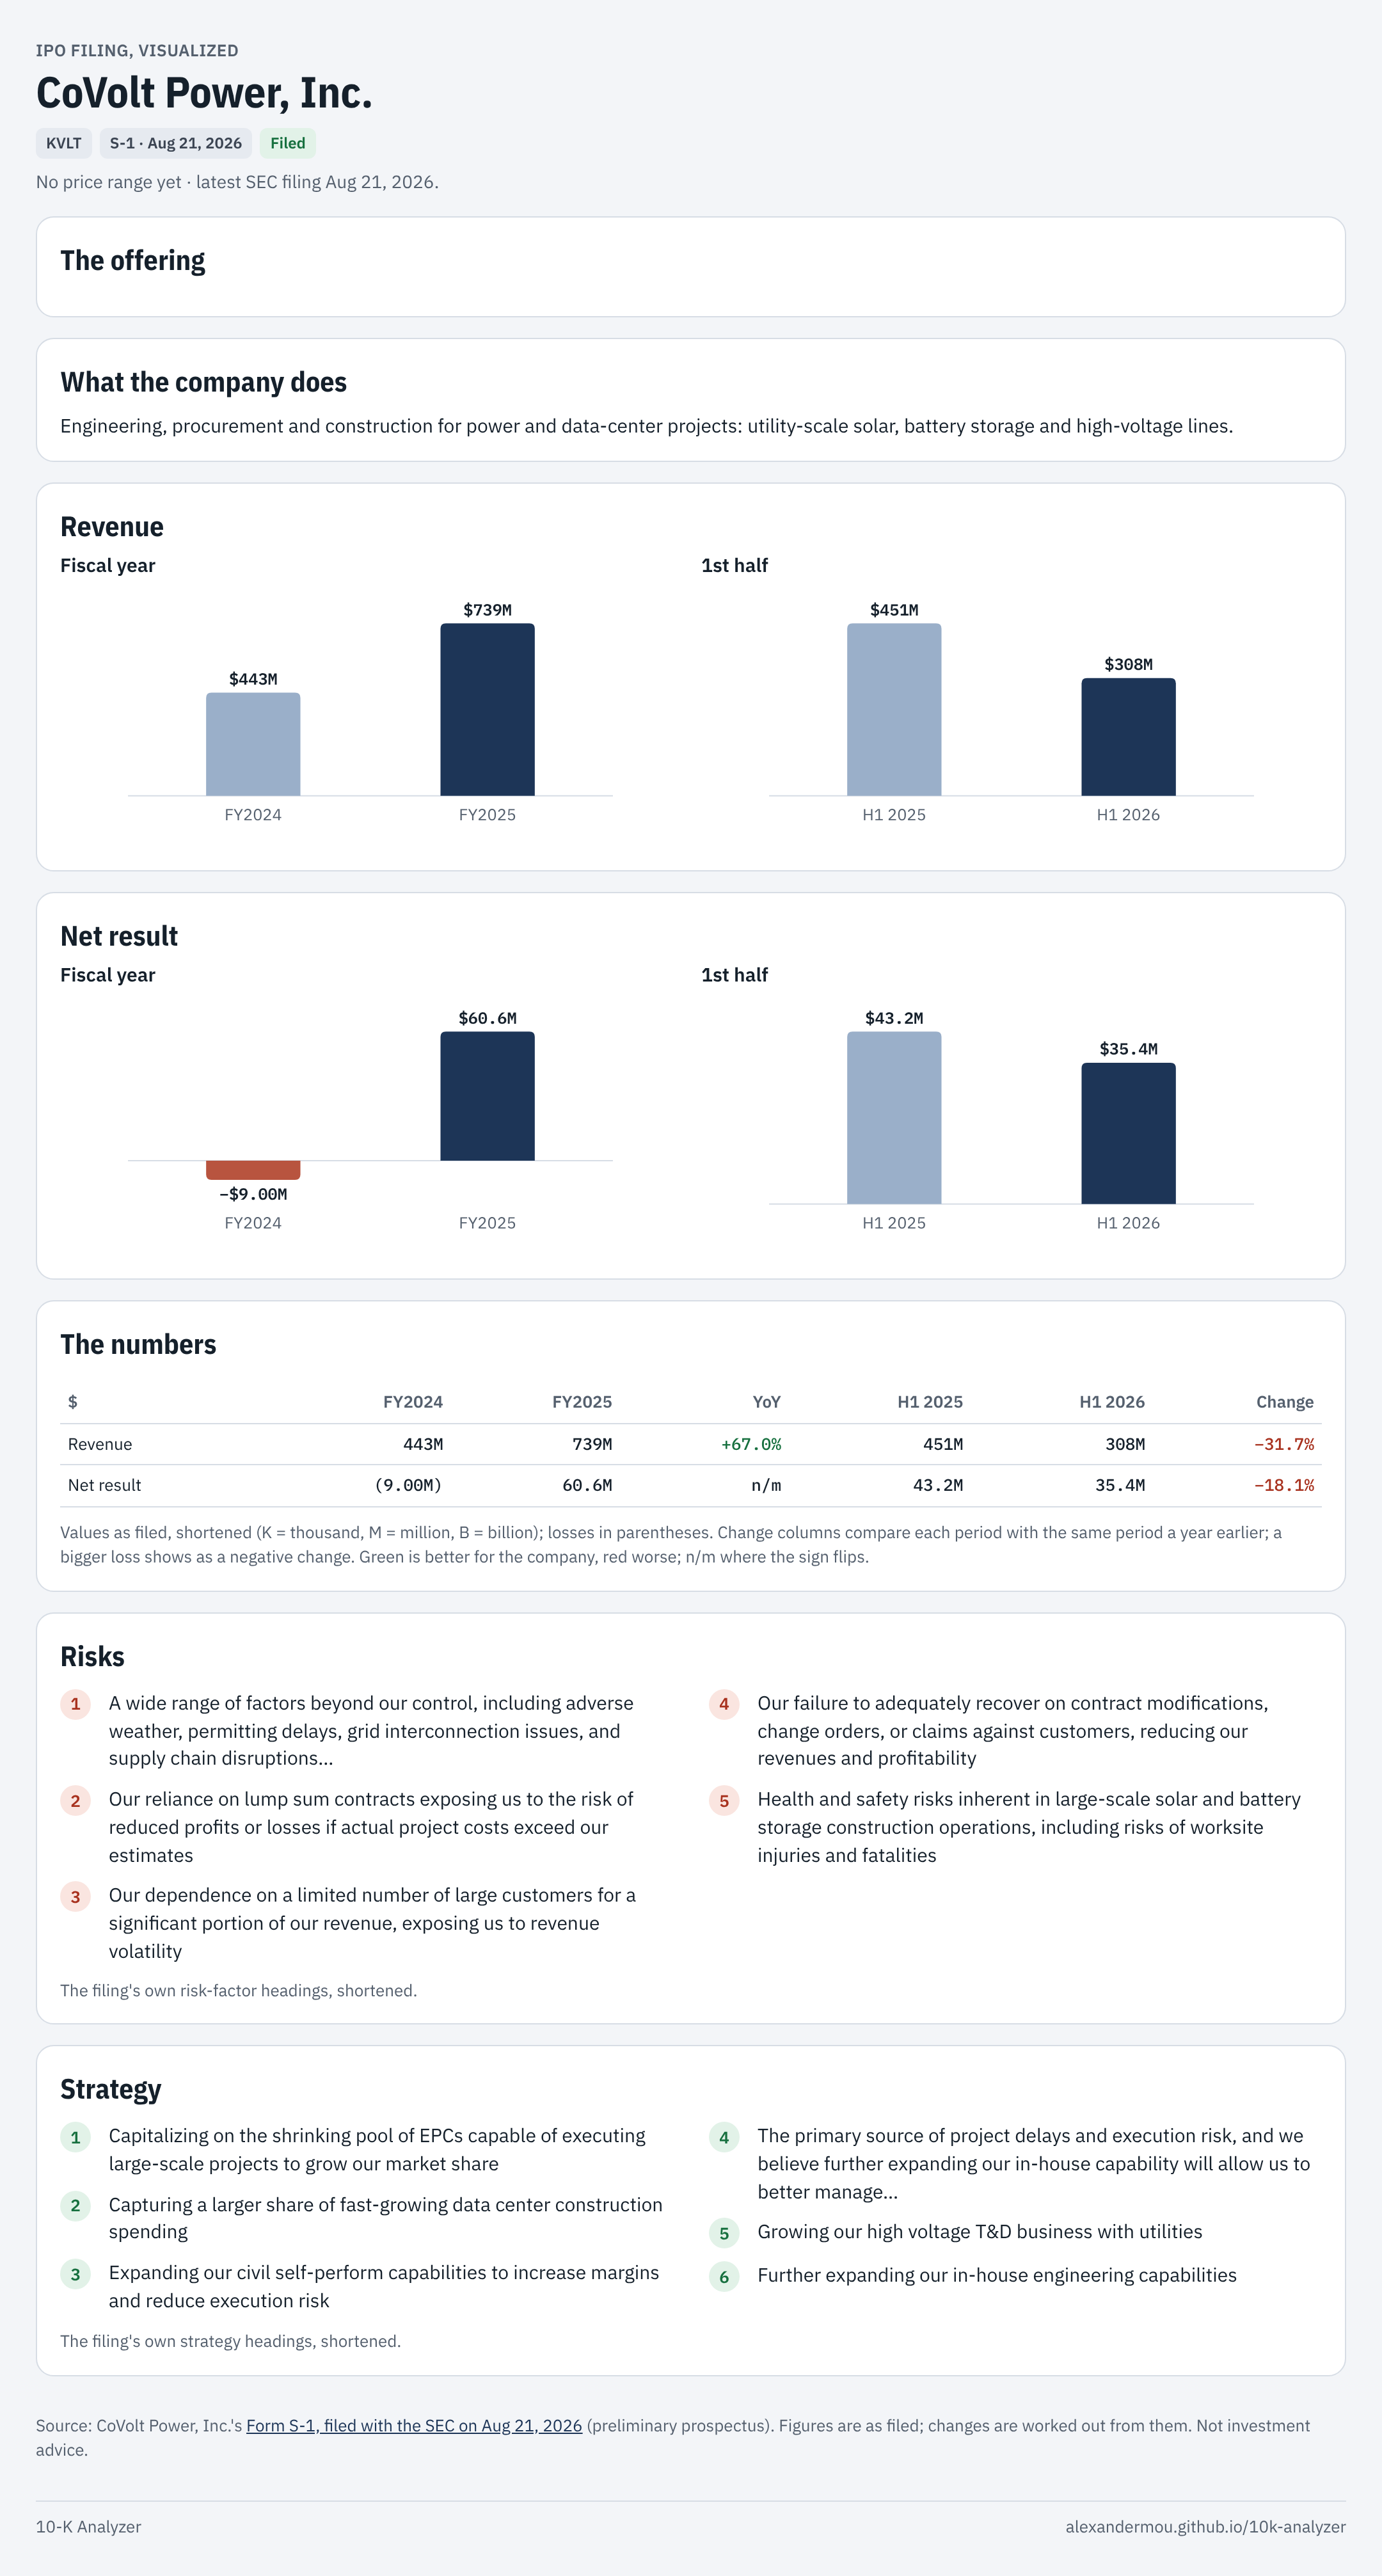 IPO FILING, VISUALIZED
CoVolt Power, Inc.
KVLT
S-1 · Aug 21, 2026
Filed
No price range yet · latest SEC filing Aug 21, 2026.
The offering
What the company does
Engineering, procurement and construction for power and data-center projects: utility-scale solar, battery storage and high-voltage lines.
Revenue
Fiscal year
$443M
$739M
FY2024
FY2025
1st half
$451M
$308M
H1 2025
H1 2026
Net result
Fiscal year
$60.6M
−$9.00M
FY2024
FY2025
1st half
$43.2M
$35.4M
H1 2025
H1 2026
The numbers
$ FY2024 FY2025 YoY H1 2025 H1 2026 Change
Revenue 443M 739M +67.0% 451M 308M −31.7%
Net result (9.00M) 60.6M n/m 43.2M 35.4M −18.1%
Values as filed, shortened (K = thousand, M = million, B = billion); losses in parentheses. Change columns compare each period with the same period a year earlier; a
bigger loss shows as a negative change. Green is better for the company, red worse; n/m where the sign flips.
Risks
1 A wide range of factors beyond our control, including adverse
weather, permitting delays, grid interconnection issues, and
supply chain disruptions…
2 Our reliance on lump sum contracts exposing us to the risk of
reduced profits or losses if actual project costs exceed our
estimates
3 Our dependence on a limited number of large customers for a
significant portion of our revenue, exposing us to revenue
volatility
4 Our failure to adequately recover on contract modifications,
change orders, or claims against customers, reducing our
revenues and profitability
5 Health and safety risks inherent in large-scale solar and battery
storage construction operations, including risks of worksite
injuries and fatalities
The filing's own risk-factor headings, shortened.
Strategy
1 Capitalizing on the shrinking pool of EPCs capable of executing
large-scale projects to grow our market share
2 Capturing a larger share of fast-growing data center construction
spending
3 Expanding our civil self-perform capabilities to increase margins
and reduce execution risk
4 The primary source of project delays and execution risk, and we
believe further expanding our in-house capability will allow us to
better manage…
5 Growing our high voltage T&D business with utilities
6 Further expanding our in-house engineering capabilities
The filing's own strategy headings, shortened.
Source: CoVolt Power, Inc.'s Form S-1, filed with the SEC on Aug 21, 2026 (preliminary prospectus). Figures are as filed; changes are worked out from them. Not investment
advice.
10-K Analyzer
alexandermou.github.io/10k-analyzer